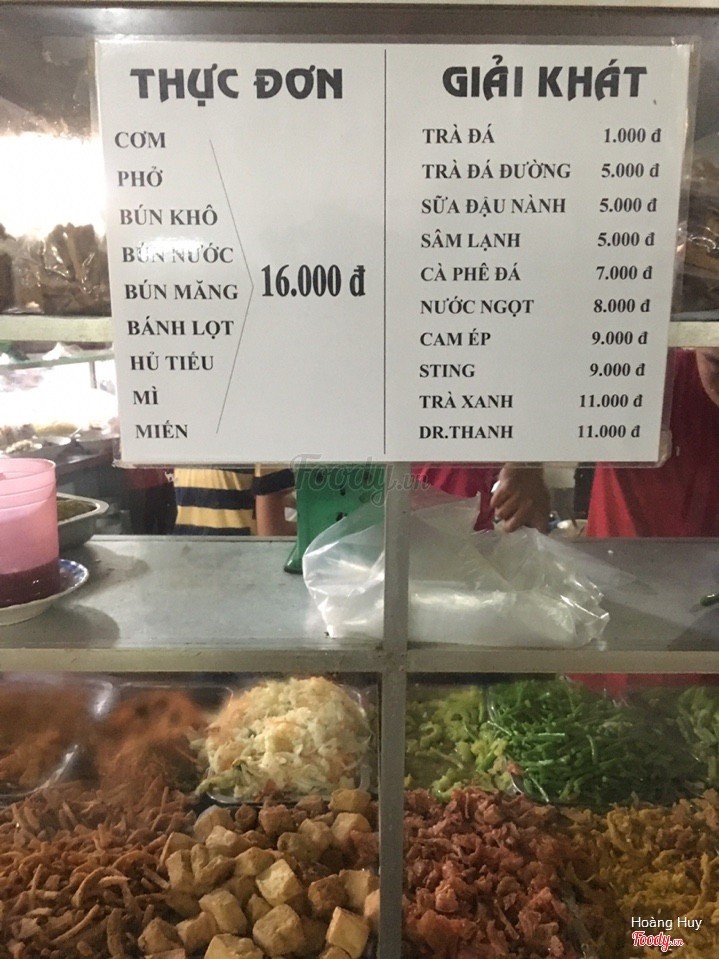 THỰC ĐƠN
CƠM
PHỞ
BÚN KHÔ
BÚN NƯỚC
BÚN MĂNG
BÁNH LỌT
HỦ TIẾU
MÌ
MIẾN
16.000 đ
GIẢI KHÁT
TRÀ ĐÁ 1.000 đ
TRÀ ĐÁ ĐƯỜNG 5.000 đ
SỮA ĐẬU NÀNH 5.000 đ
SÂM LẠNH 5.000 đ
CÀ PHÊ ĐÁ 7.000 đ
NƯỚC NGỌT 8.000 đ
CAM ÉP 9.000 đ
STING 9.000 đ
TRÀ XANH 11.000 đ
DR.THANH 11.000 đ
Foody.vn
Hoàng Huy
Foody.vn